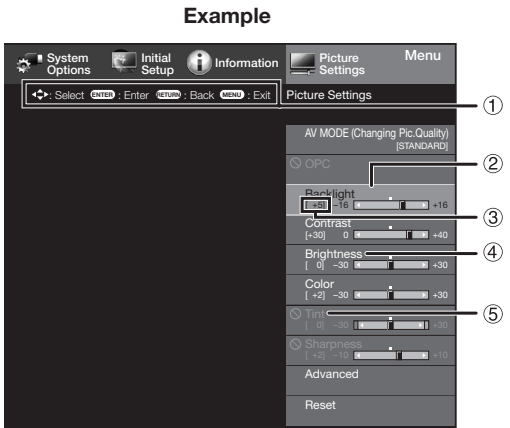 Example
System Options
Initial Setup
Information
Picture Settings
Menu
: Select ENTER : Enter RETURN : Back MENU : Exit
Picture Settings
①
AV MODE (Changing Pic.Quality)
[STANDARD]
OPC
②
Backlight
[ +5] −16 +16
③
Contrast
[+30] 0 +40
Brightness
④
[ 0] −30 +30
Color
[ +2] −30 +30
Tint
⑤
[ 0] −30 +30
Sharpness
[ +2] −10 +10
Advanced
Reset